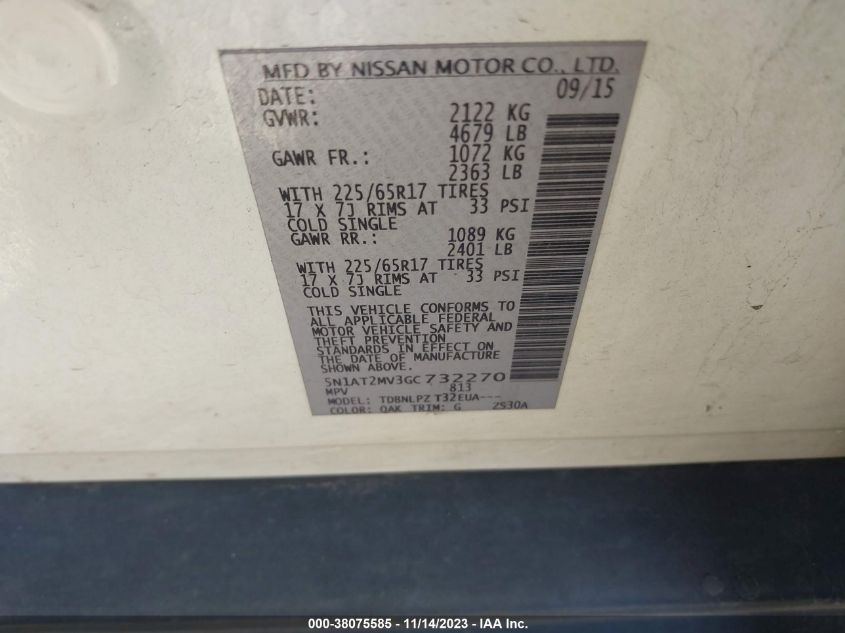 MFD BY NISSAN MOTOR CO., LTD.
DATE: 09/15
GVWR: 2122 KG
4679 LB
GAWR FR.: 1072 KG
2363 LB
WITH 225/65R17 TIRES
17 X 7J RIMS AT 33 PSI
COLD SINGLE
GAWR RR.: 1089 KG
2401 LB
WITH 225/65R17 TIRES
17 X 7J RIMS AT 33 PSI
COLD SINGLE
THIS VEHICLE CONFORMS TO
ALL APPLICABLE FEDERAL
MOTOR VEHICLE SAFETY AND
THEFT PREVENTION
STANDARDS IN EFFECT ON
THE DATE OF MANUFACTURE
SHOWN ABOVE.
5N1AT2MV3GC732270
MPV 813
MODEL: TDBNLPZ T32EUA---
COLOR: QAK TRIM: G 2S30A
000-38075585 - 11/14/2023 - IAA Inc.